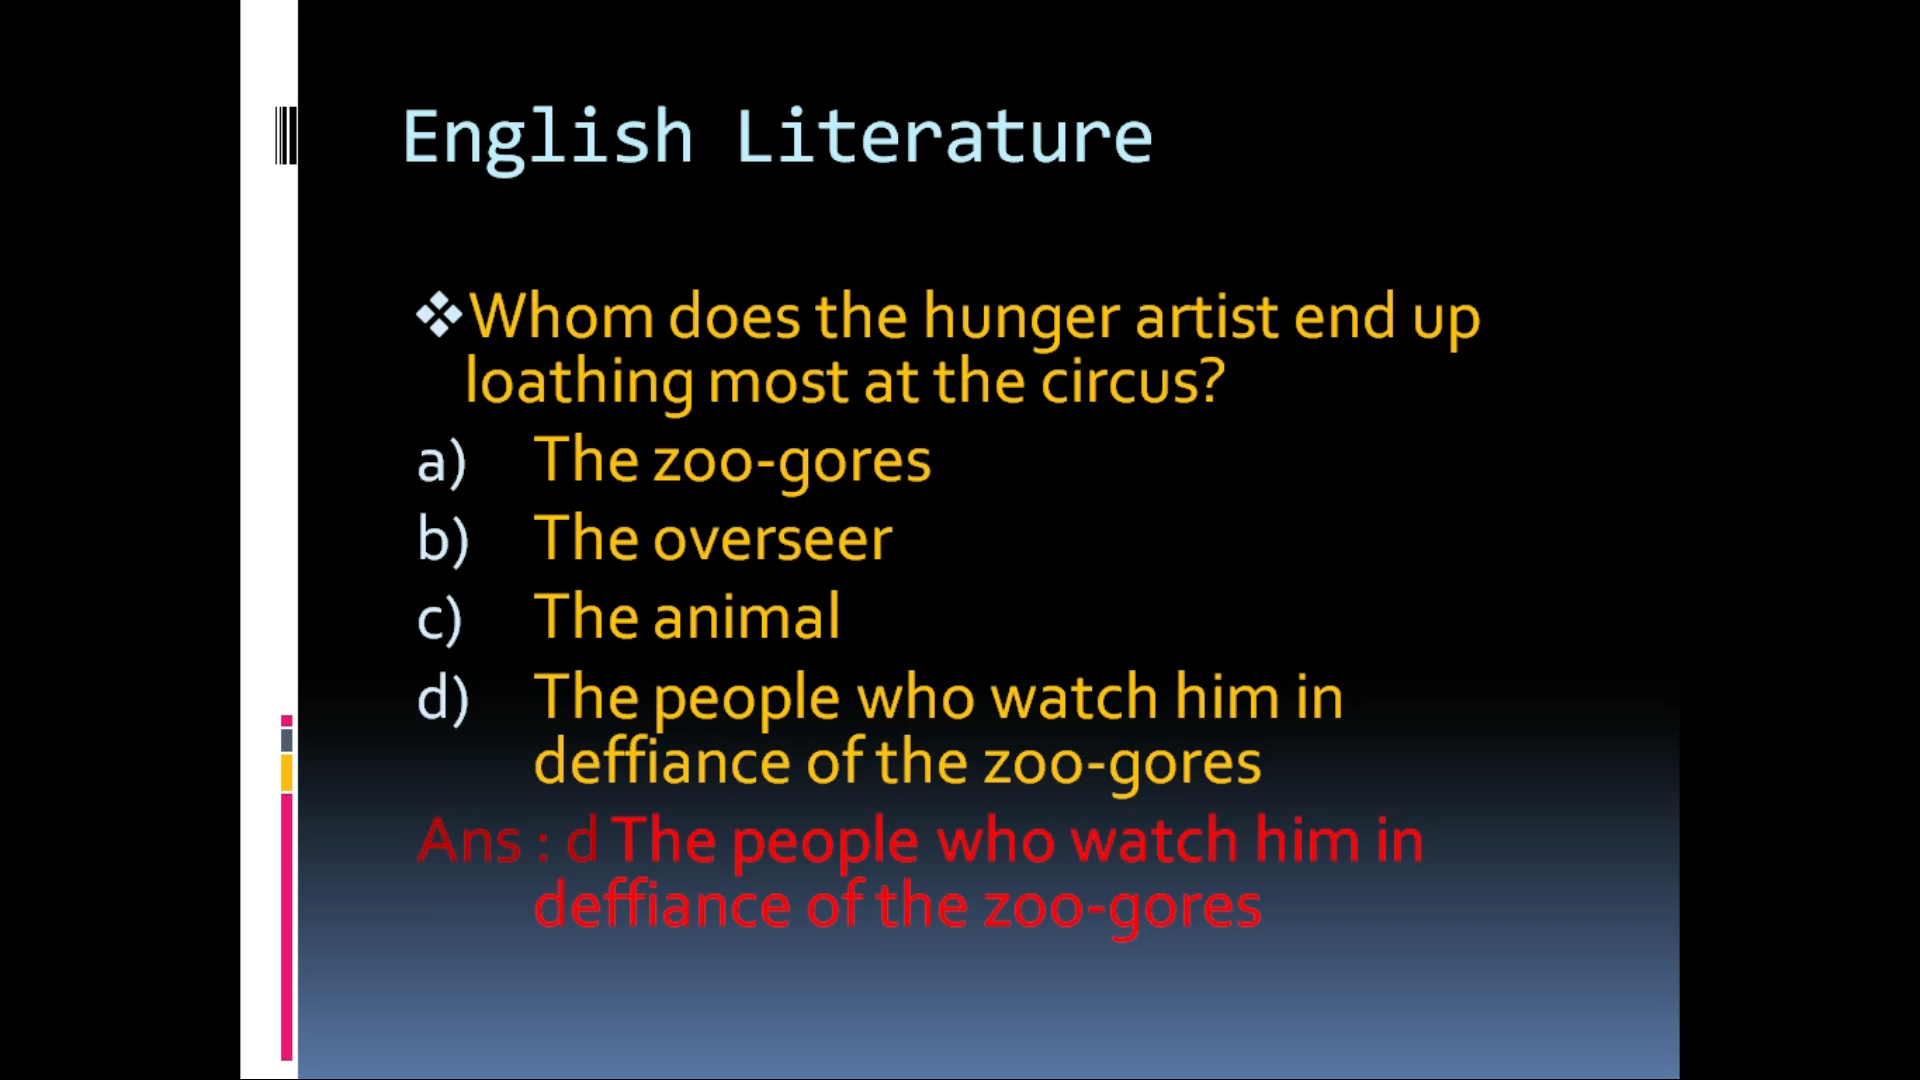 English Literature
❖Whom does the hunger artist end up
loathing most at the circus?
a) The zoo-gores
b) The overseer
c) The animal
d) The people who watch him in
deffiance of the zoo-gores
Ans : d The people who watch him in
deffiance of the zoo-gores